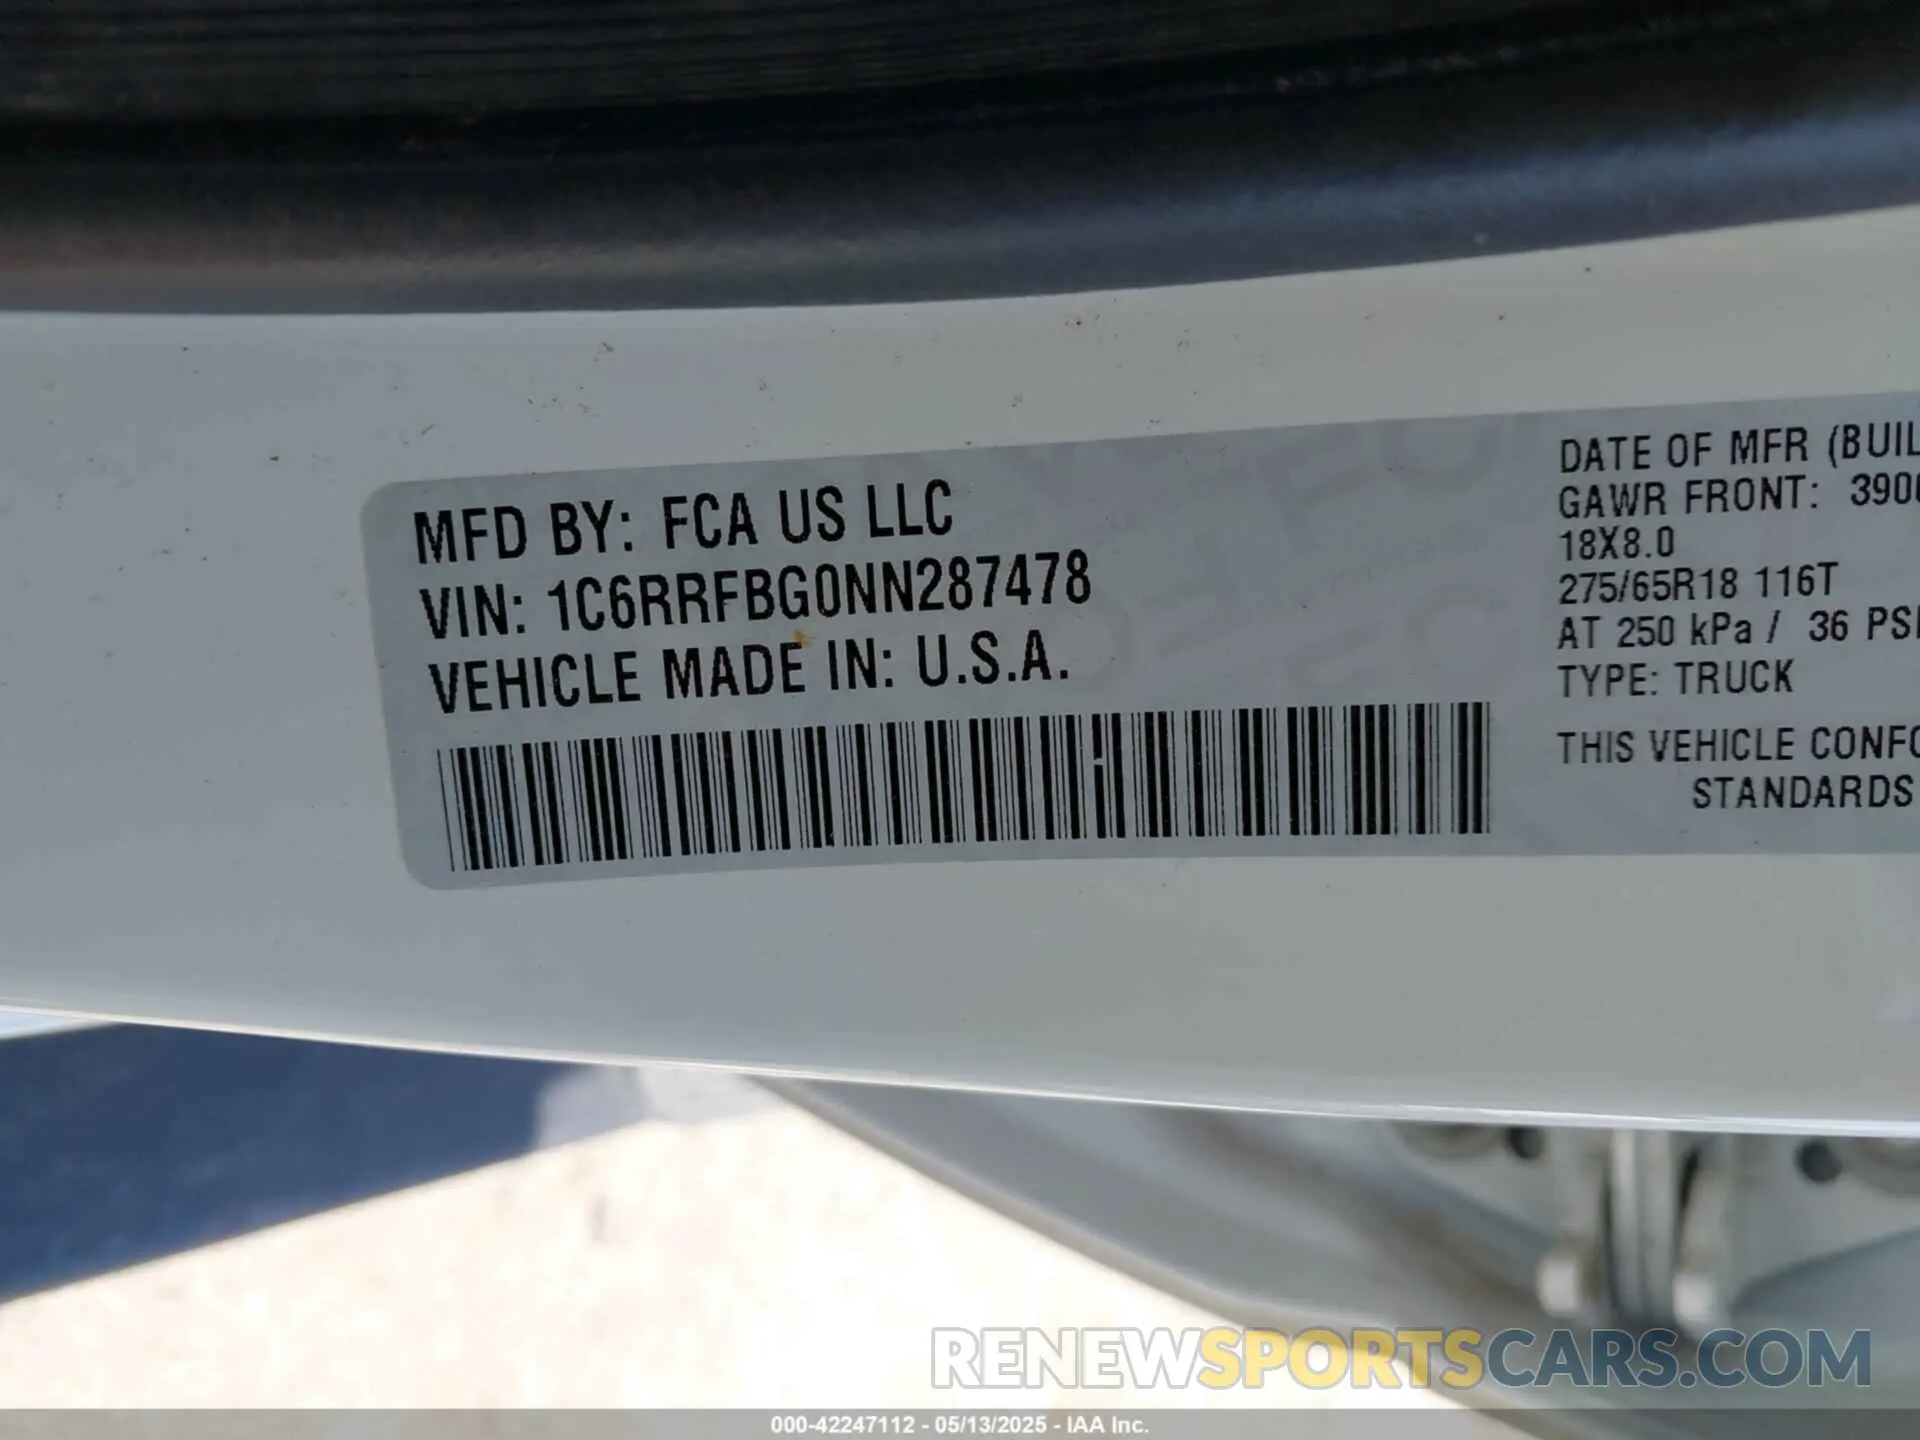 MFD BY: FCA US LLC
VIN: 1C6RRFBG0NN287478
VEHICLE MADE IN: U.S.A.
DATE OF MFR (BUIL
GAWR FRONT: 390
18X8.0
275/65R18 116T
AT 250 kPa / 36 PSI
TYPE: TRUCK
THIS VEHICLE CONFO
STANDARDS
RENEWSPORTSCARS.COM
000-42247112 - 05/13/2025 - IAA Inc.